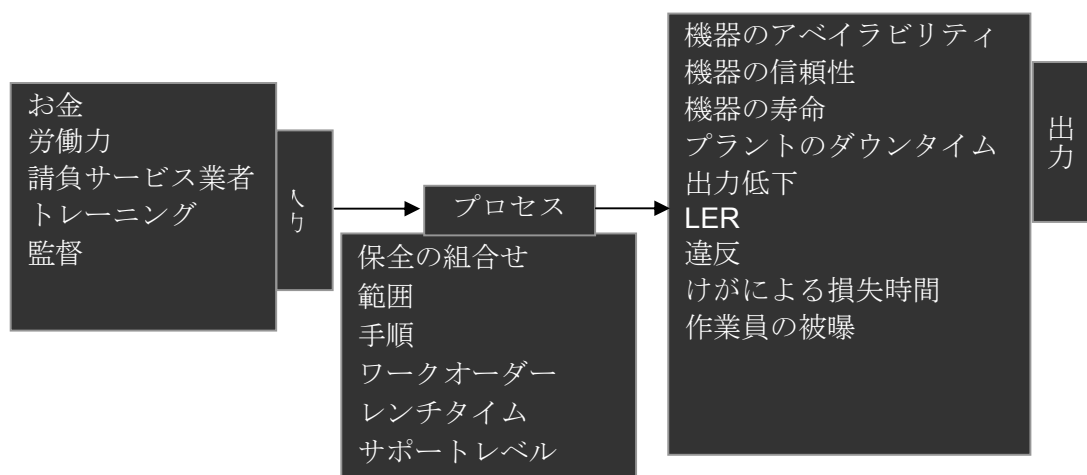 お金
労働力
請負サービス業者
トレーニング
監督
入力
プロセス
保全の組合せ
範囲
手順
ワークオーダー
レンチタイム
サポートレベル
機器のアベイラビリティ
機器の信頼性
機器の寿命
プラントのダウンタイム
出力低下
LER
違反
けがによる損失時間
作業員の被曝
出力